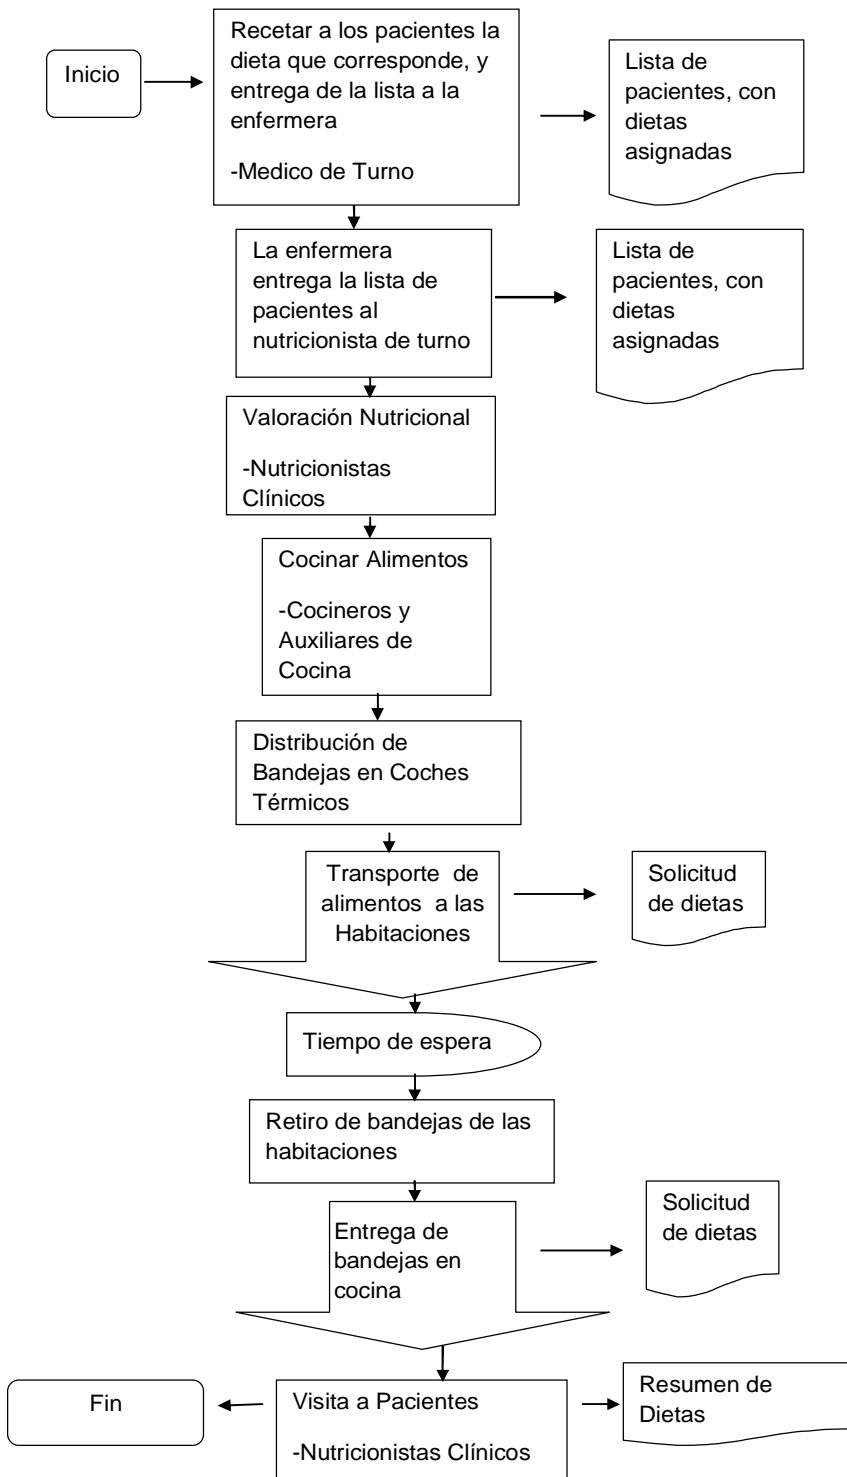 Inicio
Recetar a los pacientes la
dieta que corresponde, y
entrega de la lista a la
enfermera
-Medico de Turno
Lista de
pacientes, con
dietas
asignadas
La enfermera
entrega la lista de
pacientes al
nutricionista de turno
Lista de
pacientes, con
dietas
asignadas
Valoración Nutricional
-Nutricionistas
Clínicos
Cocinar Alimentos
-Cocineros y
Auxiliares de
Cocina
Distribución de
Bandejas en Coches
Térmicos
Transporte de
alimentos a las
Habitaciones
Solicitud
de dietas
Tiempo de espera
Retiro de bandejas de las
habitaciones
Entrega de
bandejas en
cocina
Solicitud
de dietas
Visita a Pacientes
-Nutricionistas Clínicos
Resumen de
Dietas
Fin